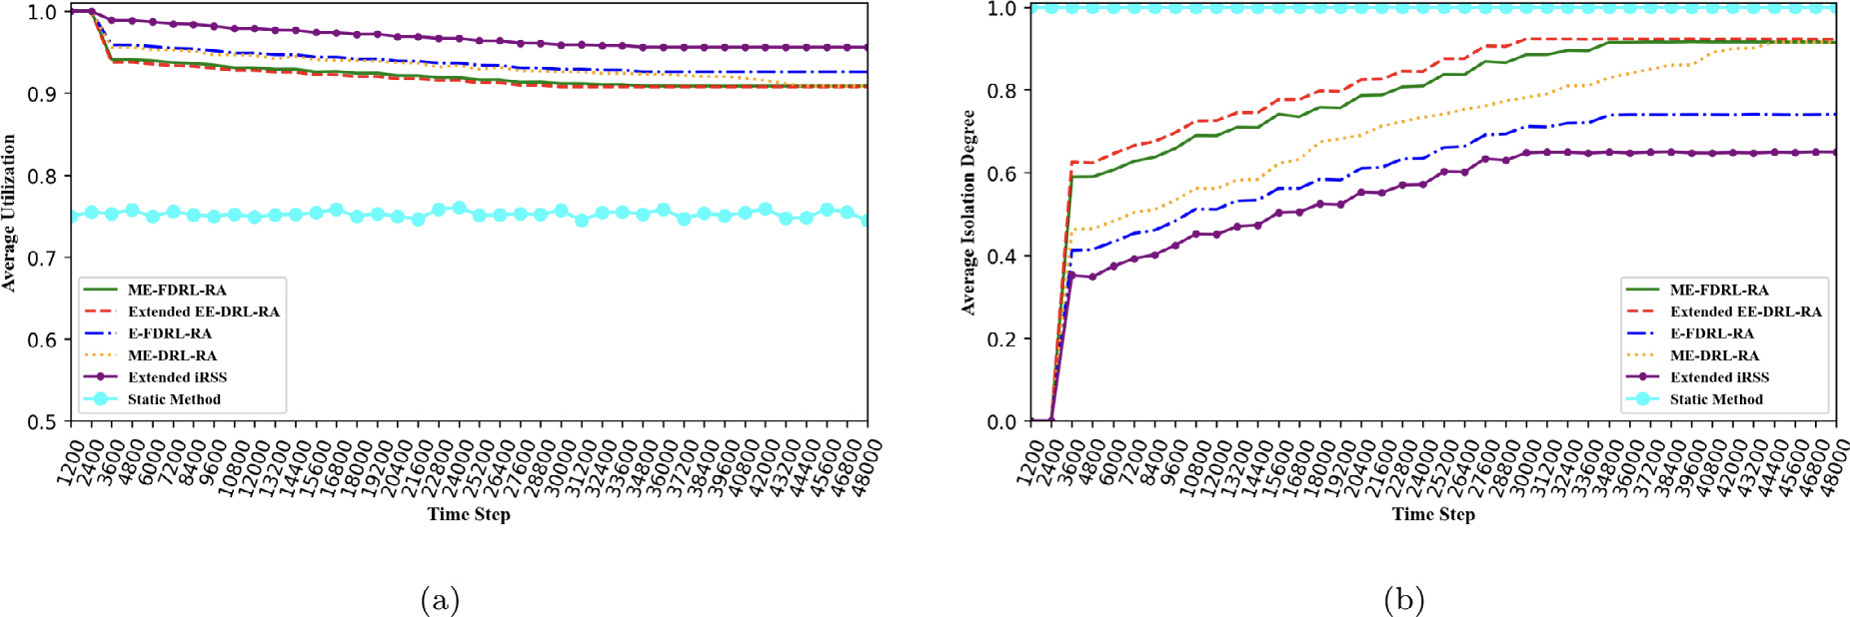 1.0
0.9
0.8
0.7
0.6
0.5
Average Utilization
ME-FDRL-RA
Extended EE-DRL-RA
E-FDRL-RA
ME-DRL-RA
Extended iRSS
Static Method
1200 2400 3600 4800 6000 7200 8400 9600 10800 12000 13200 14400 15600 16800 18000 19200 20400 21600 22800 24000 25200 26400 27600 28800 30000 31200 32400 33600 34800 36000 37200 38400 39600 40800 42000 43200 44400 45600 46800 48000
Time Step
(a)
1.0
0.8
0.6
0.4
0.2
0.0
Average Isolation Degree
ME-FDRL-RA
Extended EE-DRL-RA
E-FDRL-RA
ME-DRL-RA
Extended iRSS
Static Method
1200 2400 3600 4800 6000 7200 8400 9600 10800 12000 13200 14400 15600 16800 18000 19200 20400 21600 22800 24000 25200 26400 27600 28800 30000 31200 32400 33600 34800 36000 37200 38400 39600 40800 42000 43200 44400 45600 46800 48000
Time Step
(b)